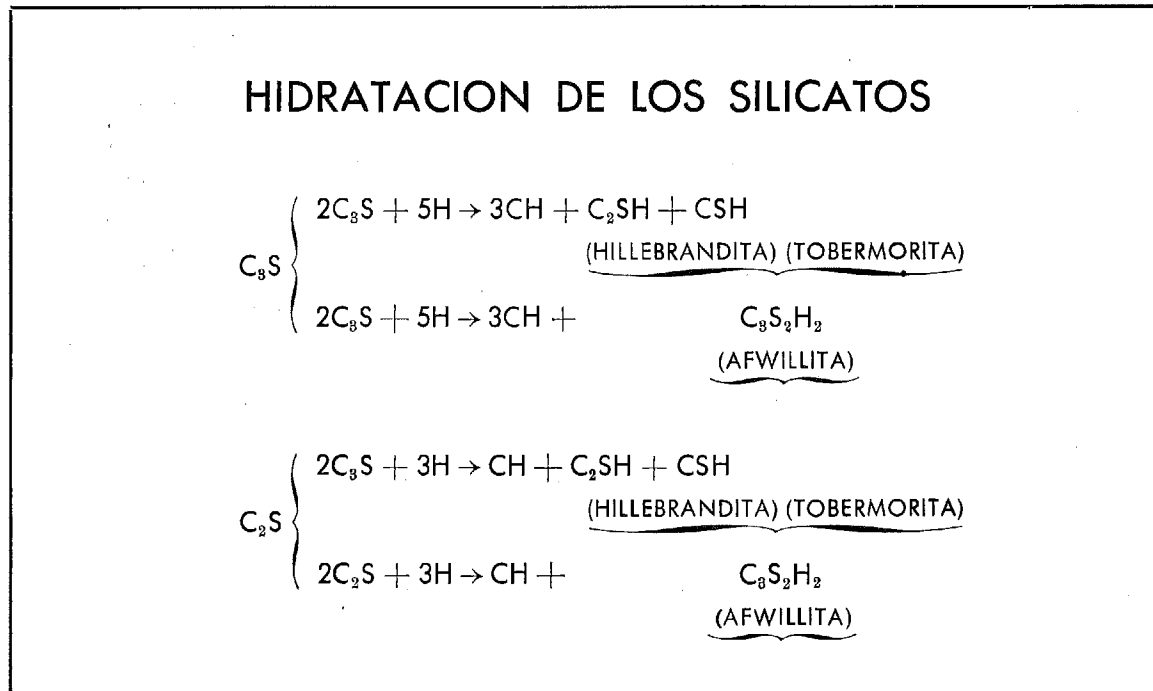 HIDRATACION DE LOS SILICATOS
C₃S
2C₃S + 5H → 3CH + C₂SH + CSH
(HILLEBRANDITA) (TOBERMORITA)
2C₃S + 5H → 3CH + C₃S₂H₂
(AFWILLITA)
C₂S
2C₃S + 3H → CH + C₂SH + CSH
(HILLEBRANDITA) (TOBERMORITA)
2C₂S + 3H → CH + C₃S₂H₂
(AFWILLITA)